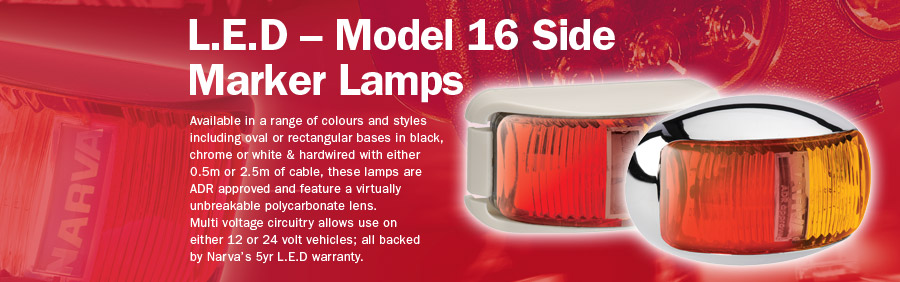 L.E.D – Model 16 Side
Marker Lamps
Available in a range of colours and styles
including oval or rectangular bases in black,
chrome or white & hardwired with either
0.5m or 2.5m of cable, these lamps are
ADR approved and feature a virtually
unbreakable polycarbonate lens.
Multi voltage circuitry allows use on
either 12 or 24 volt vehicles; all backed
by Narva's 5yr L.E.D warranty.
NARVA